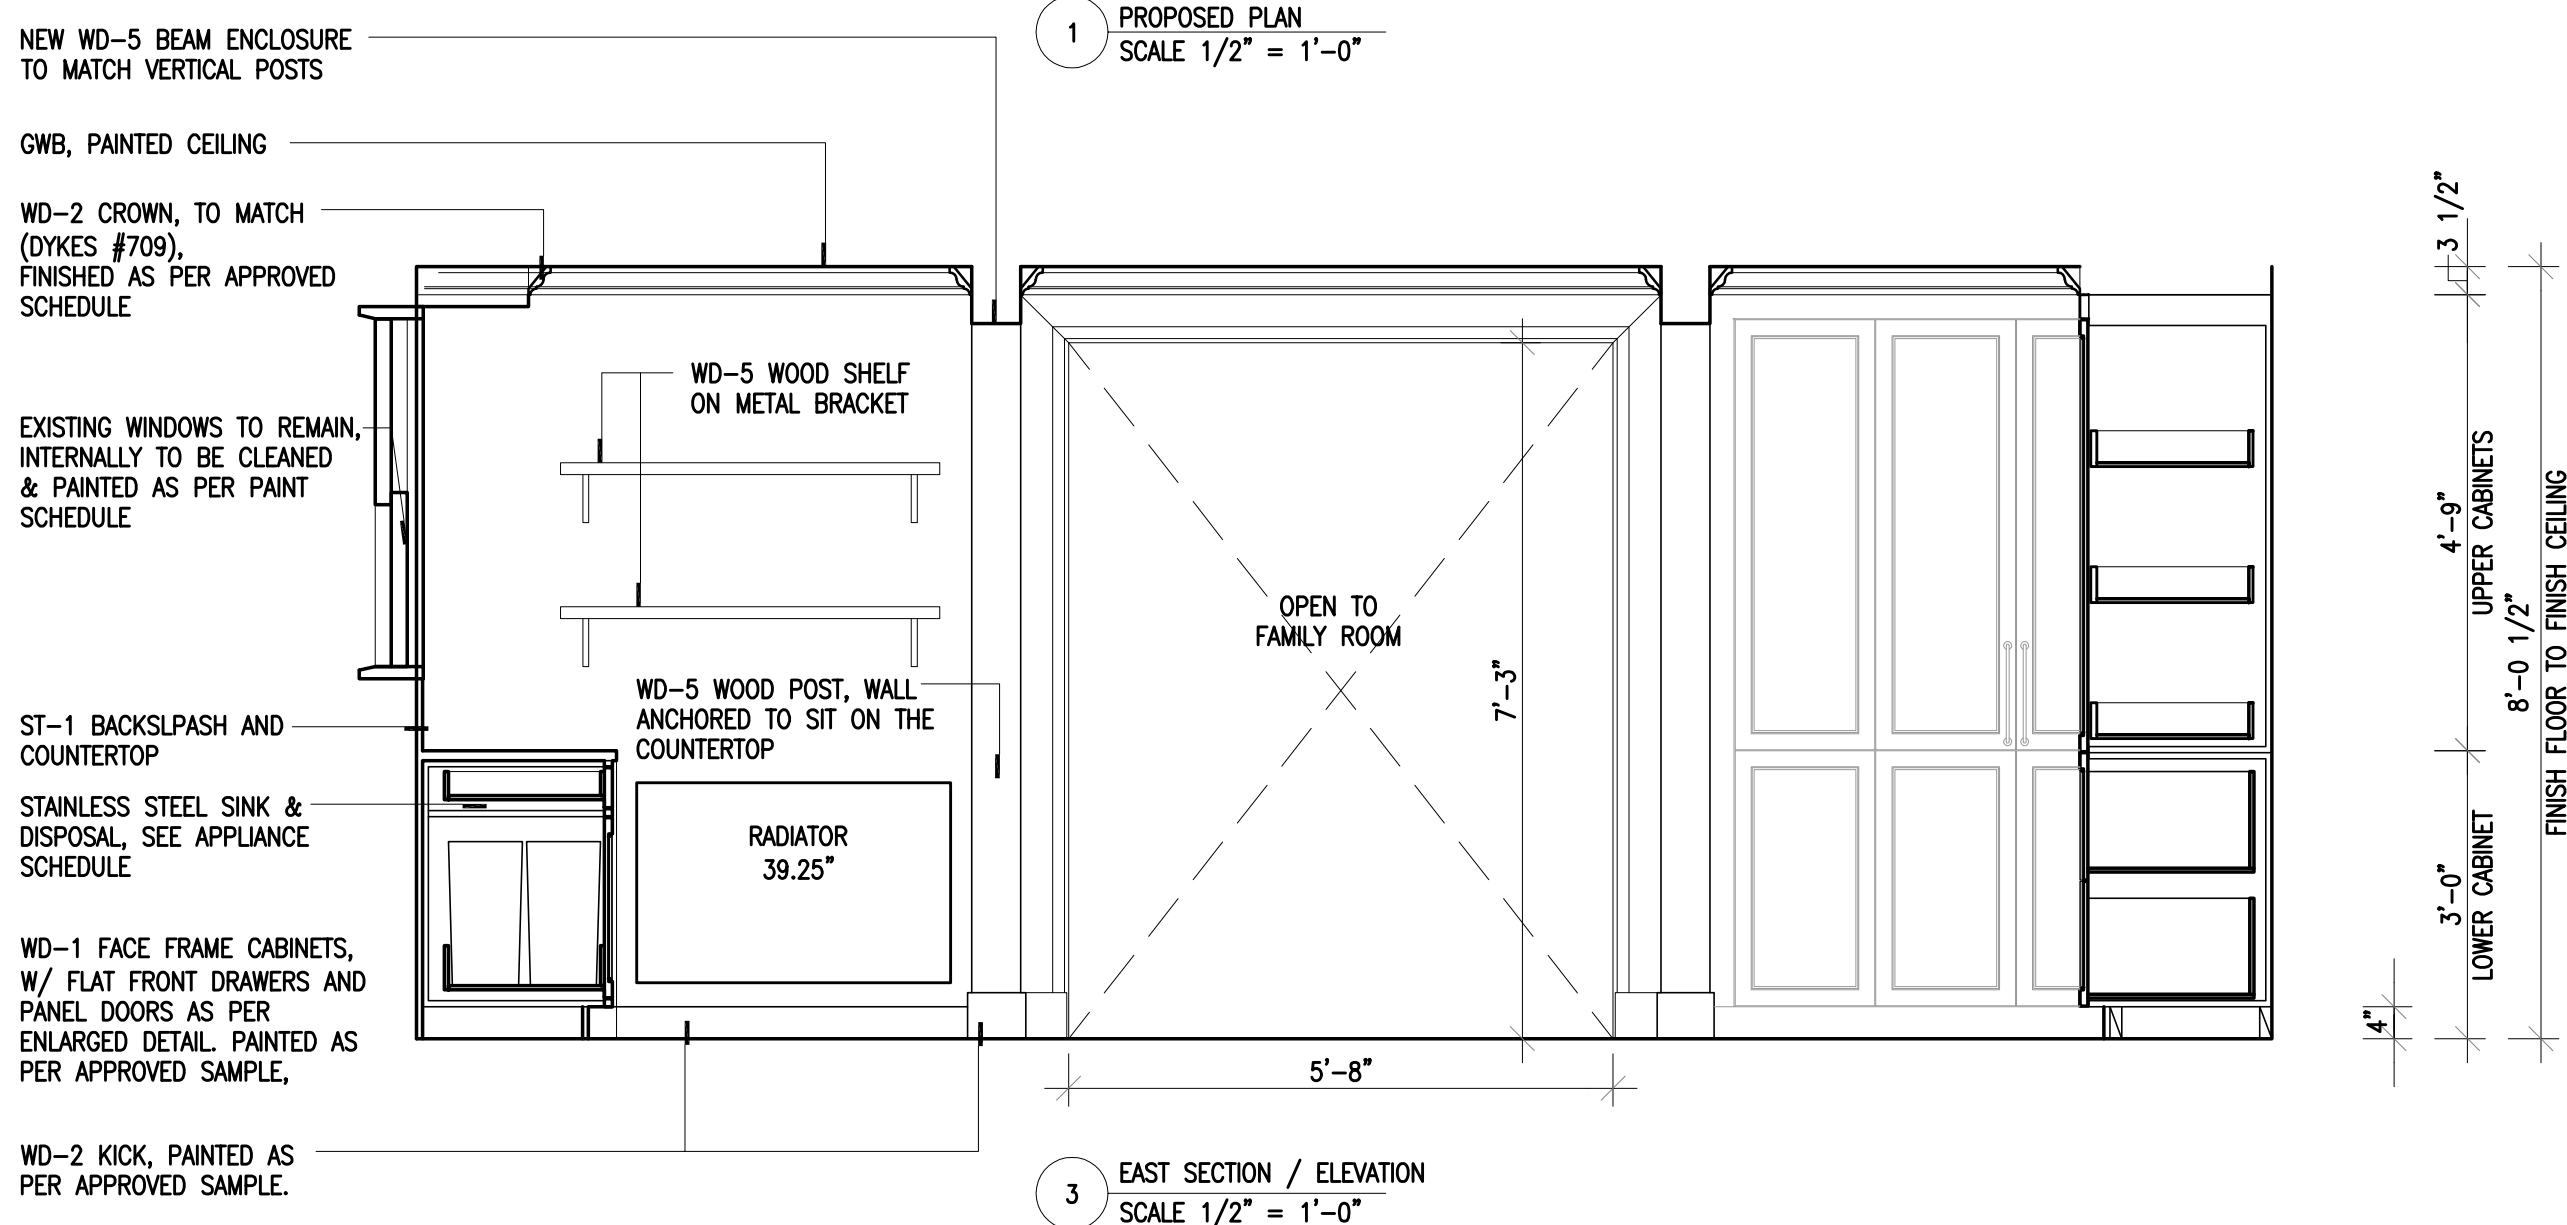 1
PROPOSED PLAN
SCALE 1/2" = 1'-0"
NEW WD-5 BEAM ENCLOSURE
TO MATCH VERTICAL POSTS
GWB, PAINTED CEILING
WD-2 CROWN, TO MATCH
(DYKES #709),
FINISHED AS PER APPROVED
SCHEDULE
EXISTING WINDOWS TO REMAIN,
INTERNALLY TO BE CLEANED
& PAINTED AS PER PAINT
SCHEDULE
ST-1 BACKSLPASH AND
COUNTERTOP
STAINLESS STEEL SINK &
DISPOSAL, SEE APPLIANCE
SCHEDULE
WD-1 FACE FRAME CABINETS,
W/ FLAT FRONT DRAWERS AND
PANEL DOORS AS PER
ENLARGED DETAIL. PAINTED AS
PER APPROVED SAMPLE,
WD-2 KICK, PAINTED AS
PER APPROVED SAMPLE.
WD-5 WOOD SHELF
ON METAL BRACKET
WD-5 WOOD POST, WALL
ANCHORED TO SIT ON THE
COUNTERTOP
RADIATOR
39.25"
OPEN TO
FAMILY ROOM
7'-3"
5'-8"
3 1/2"
4'-9"
UPPER CABINETS
3'-0"
LOWER CABINET
4"
8'-0 1/2"
FINISH FLOOR TO FINISH CEILING
3
EAST SECTION / ELEVATION
SCALE 1/2" = 1'-0"